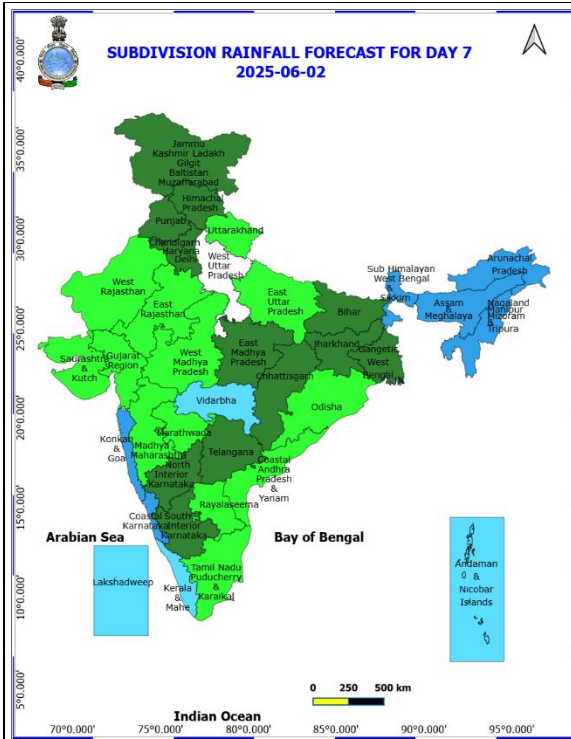 SUBDIVISION RAINFALL FORECAST FOR DAY 7
2025-06-02
40°0.000'
35°0.000'
30°0.000'
25°0.000'
20°0.000'
15°0.000'
10°0.000'
5°0.000'
Jammu
Kashmir Ladakh
Gilgit
Baltistan
Muzaffarabad
Himachal
Pradesh
Punjab
Uttarakhand
Chandigarh
Haryana
Delhi
West
Uttar
Pradesh
West
Rajasthan
East
Rajasthan
East
Uttar
Pradesh
Sub Himalayan
West Bengal
Sikkim
Arunachal
Pradesh
Assam
&
Meghalaya
Nagaland
Manipur
Mizoram
&
Tripura
Bihar
Saurashtra
&
Kutch
Gujarat
Region
West
Madhya
Pradesh
East
Madhya
Pradesh
Jharkhand
Gangetic
West
Bengal
Chhattisgarh
Vidarbha
Odisha
Konkan
&
Goa
Madhya
Maharashtra
Marathwada
Telangana
Coastal
Andhra
Pradesh
&
Yanam
North
Interior
Karnataka
Rayalaseema
Coastal
Karnataka
South
Interior
Karnataka
Arabian Sea
Bay of Bengal
Lakshadweep
Kerala
&
Mahe
Tamil Nadu
Puducherry
&
Karaikal
Andaman
&
Nicobar
Islands
0 250 500 km
Indian Ocean
70°0.000' 75°0.000' 80°0.000' 85°0.000' 90°0.000' 95°0.000'